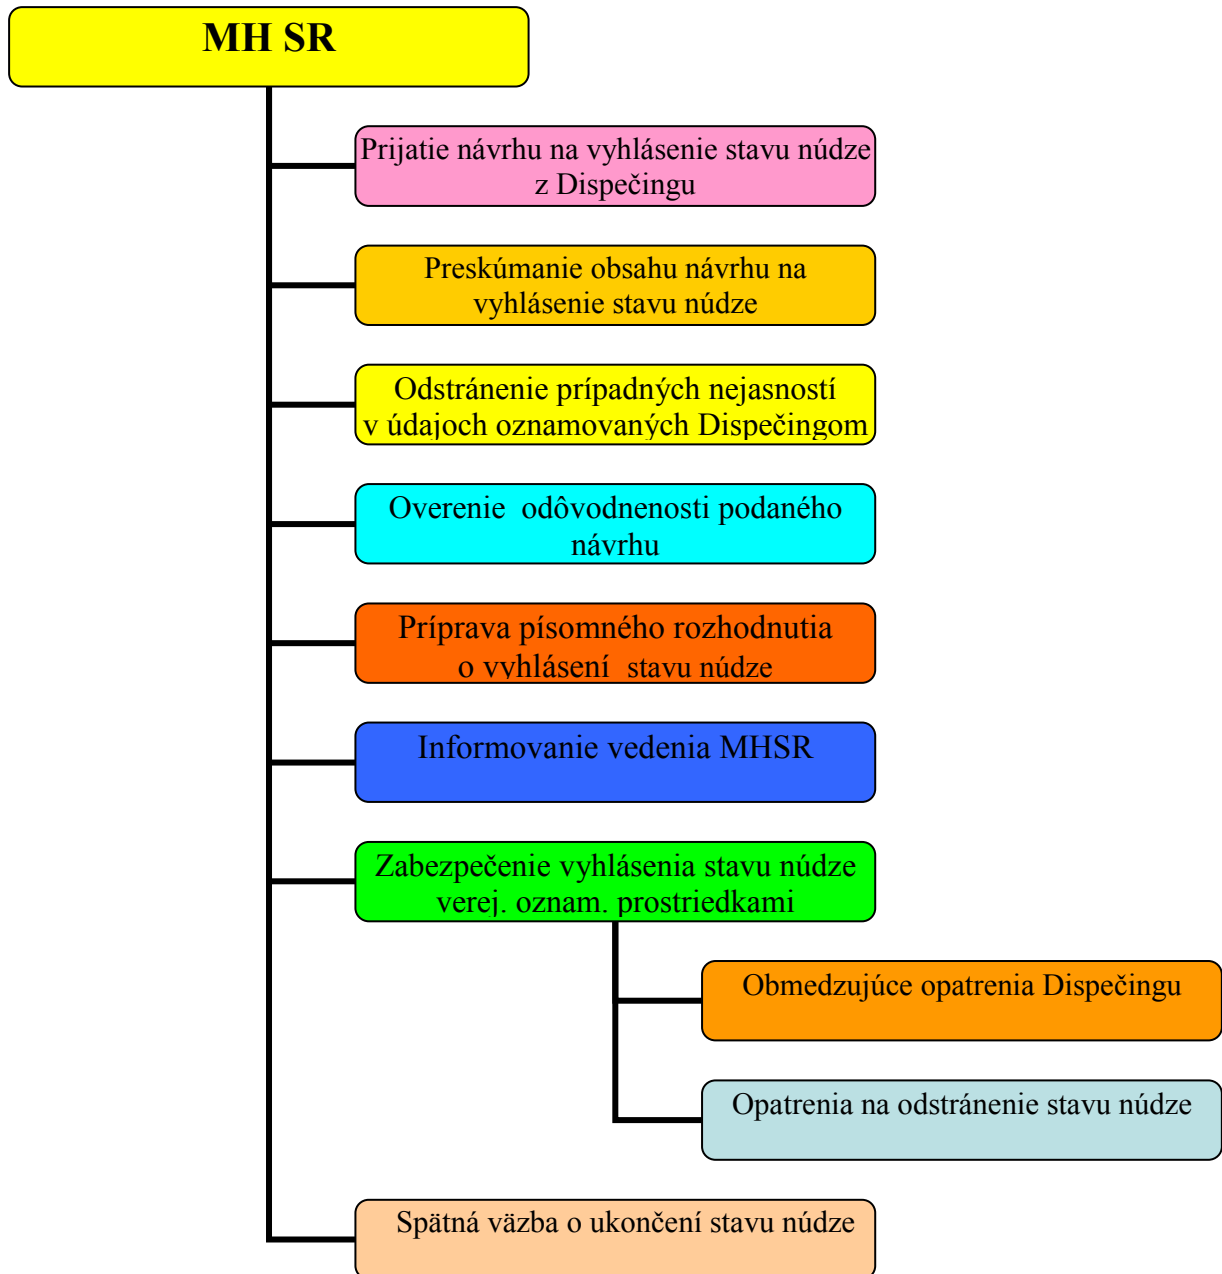 MH SR
Prijatie návrhu na vyhlásenie stavu núdze
z Dispečingu
Preskúmanie obsahu návrhu na
vyhlásenie stavu núdze
Odstránenie prípadných nejasností
v údajoch oznamovaných Dispečingom
Overenie odôvodnenosti podaného
návrhu
Príprava písomného rozhodnutia
o vyhlásení stavu núdze
Informovanie vedenia MHSR
Zabezpečenie vyhlásenia stavu núdze
verej. oznam. prostriedkami
Obmedzujúce opatrenia Dispečingu
Opatrenia na odstránenie stavu núdze
Spätná väzba o ukončení stavu núdze